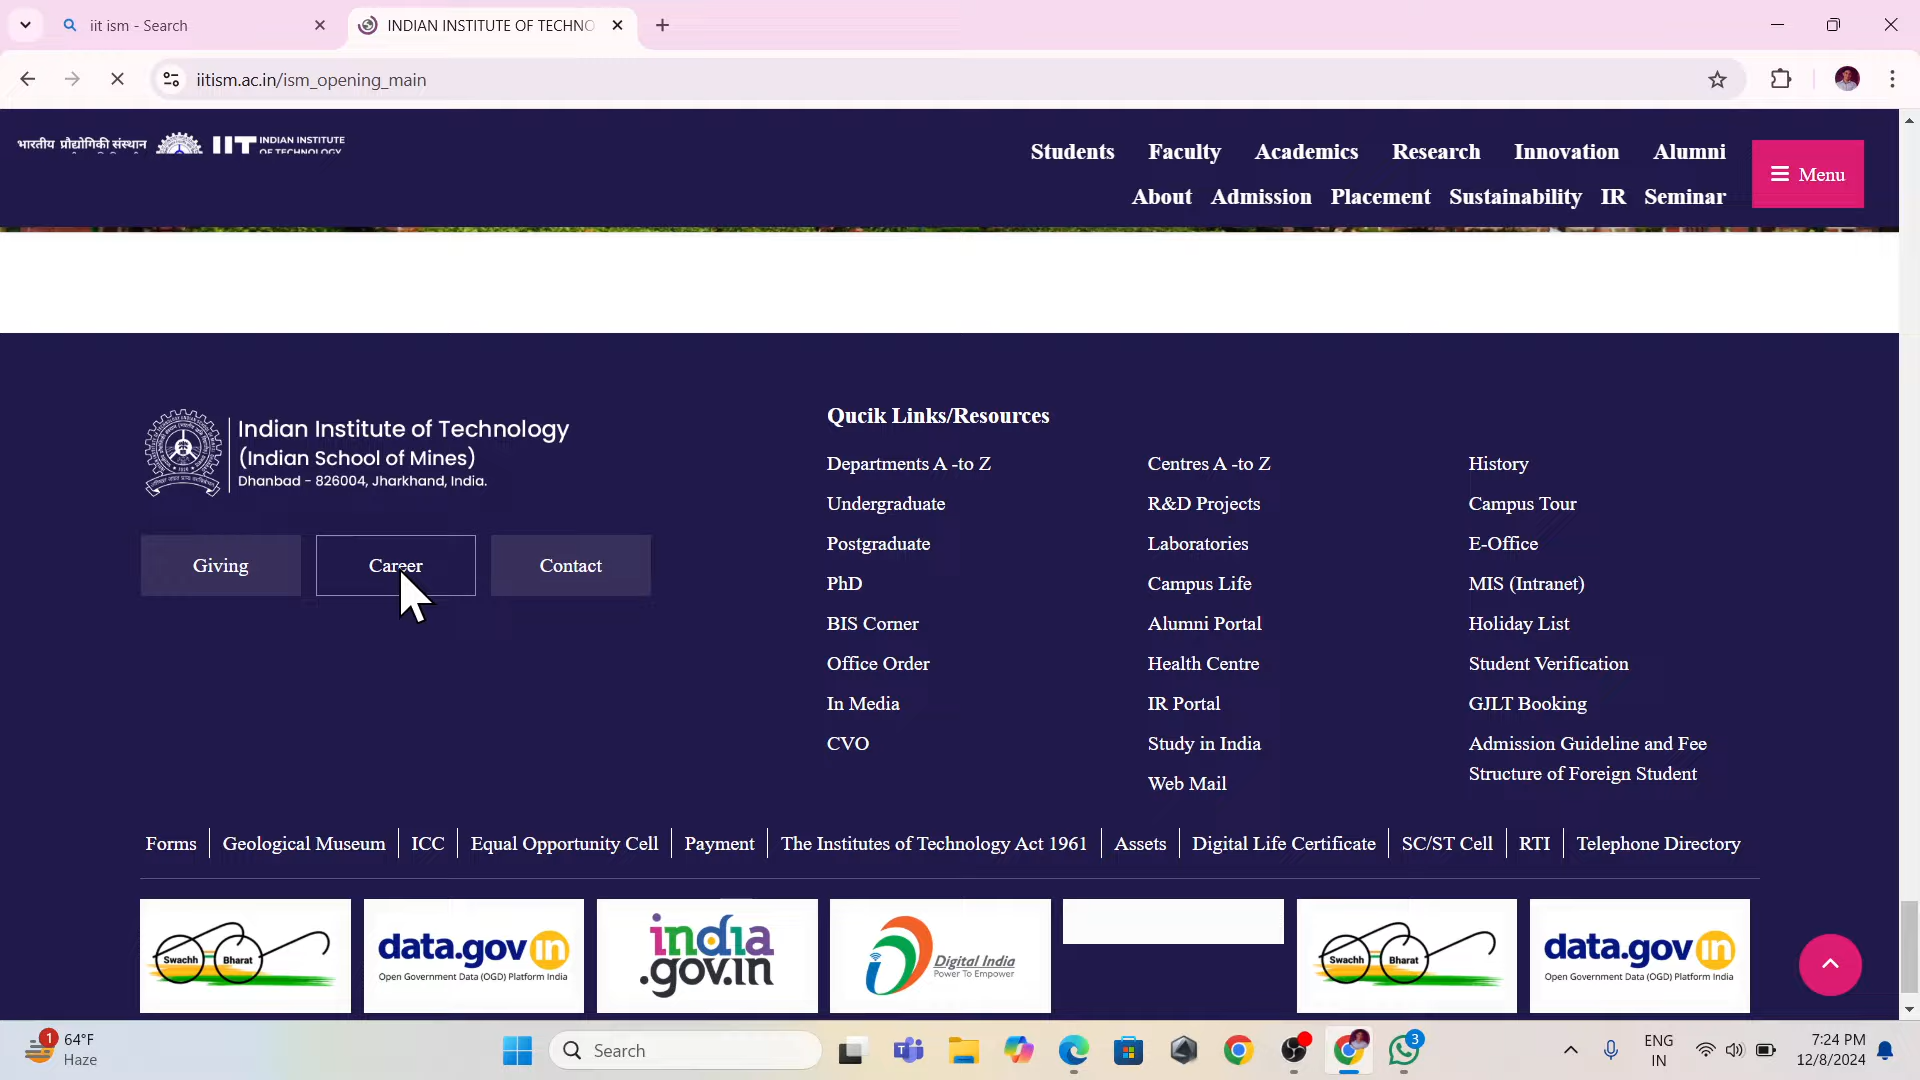 iit ism - Search
INDIAN INSTITUTE OF TECHNO
iitism.ac.in/ism_opening_main
भारतीय प्रौद्योगिकी संस्थान
IIT INDIAN INSTITUTE
OF TECHNOLOGY
Students Faculty Academics Research Innovation Alumni
About Admission Placement Sustainability IR Seminar
Menu
Indian Institute of Technology
(Indian School of Mines)
Dhanbad - 826004, Jharkhand, India.
Giving Career Contact
Qucik Links/Resources
Departments A -to Z
Undergraduate
Postgraduate
PhD
BIS Corner
Office Order
In Media
CVO
Centres A -to Z
R&D Projects
Laboratories
Campus Life
Alumni Portal
Health Centre
IR Portal
Study in India
Web Mail
History
Campus Tour
E-Office
MIS (Intranet)
Holiday List
Student Verification
GJLT Booking
Admission Guideline and Fee
Structure of Foreign Student
Forms Geological Museum ICC Equal Opportunity Cell Payment The Institutes of Technology Act 1961 Assets Digital Life Certificate SC/ST Cell RTI Telephone Directory
Swachh Bharat
data.gov in
Open Government Data (OGD) Platform India
india
.gov.in
Digital India
Power To Empower
Swachh Bharat
data.gov in
Open Government Data (OGD) Platform India
1
64°F
Haze
Search
3
ENG
IN
7:24 PM
12/8/2024